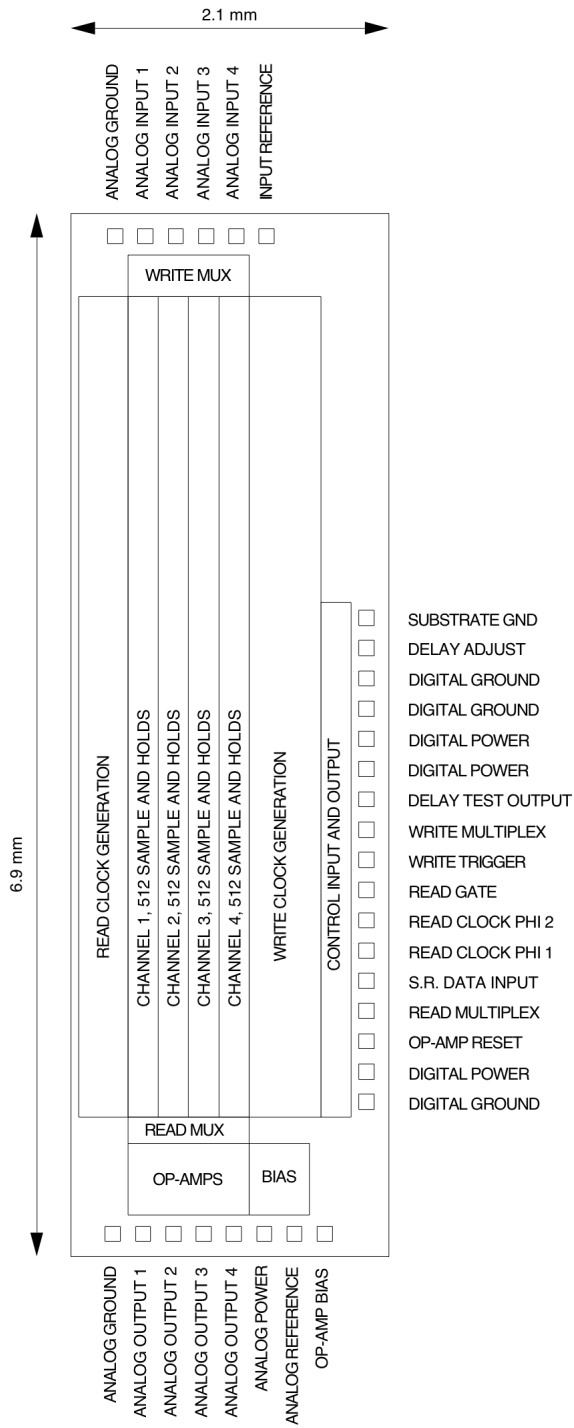 2.1 mm
ANALOG GROUND
ANALOG INPUT 1
ANALOG INPUT 2
ANALOG INPUT 3
ANALOG INPUT 4
INPUT REFERENCE
WRITE MUX
6.9 mm
READ CLOCK GENERATION
CHANNEL 1, 512 SAMPLE AND HOLDS
CHANNEL 2, 512 SAMPLE AND HOLDS
CHANNEL 3, 512 SAMPLE AND HOLDS
CHANNEL 4, 512 SAMPLE AND HOLDS
WRITE CLOCK GENERATION
CONTROL INPUT AND OUTPUT
SUBSTRATE GND
DELAY ADJUST
DIGITAL GROUND
DIGITAL GROUND
DIGITAL POWER
DIGITAL POWER
DELAY TEST OUTPUT
WRITE MULTIPLEX
WRITE TRIGGER
READ GATE
READ CLOCK PHI 2
READ CLOCK PHI 1
S.R. DATA INPUT
READ MULTIPLEX
OP-AMP RESET
DIGITAL POWER
DIGITAL GROUND
READ MUX
OP-AMPS
BIAS
ANALOG GROUND
ANALOG OUTPUT 1
ANALOG OUTPUT 2
ANALOG OUTPUT 3
ANALOG OUTPUT 4
ANALOG POWER
ANALOG REFERENCE
OP-AMP BIAS